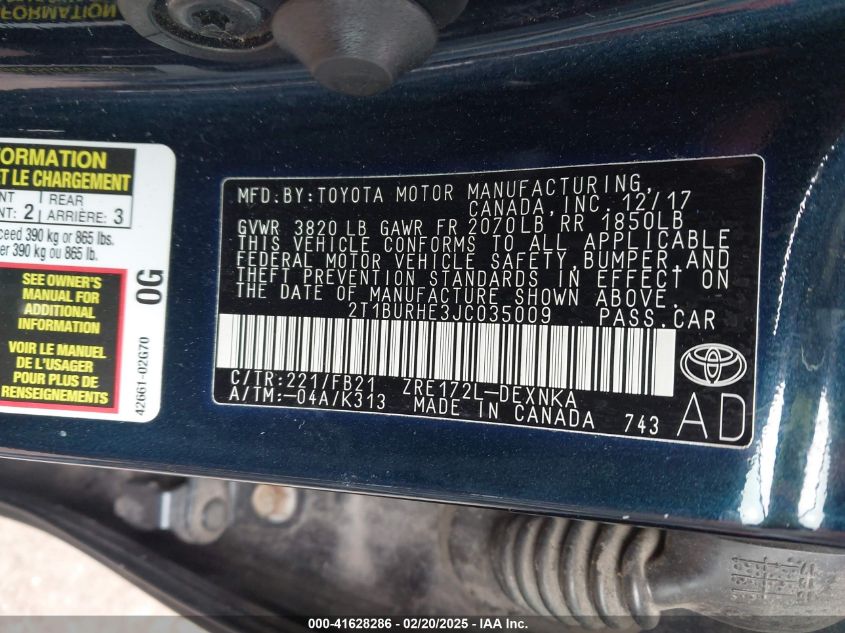 FORMATION
ORMATION
T LE CHARGEMENT
NT
2
REAR
ARRIÈRE: 3
ceed 390 kg or 865 lbs.
er 390 kg ou 865 lb.
SEE OWNER'S
MANUAL FOR
ADDITIONAL
INFORMATION
VOIR LE MANUEL
DE L'USAGER
POUR PLUS DE
RENSEIGNEMENTS
0G
42661-02G70
MFD.BY:TOYOTA MOTOR MANUFACTURING,
CANADA,INC. 12/17
GVWR 3820 LB GAWR FR 2070LB RR 1850LB
THIS VEHICLE CONFORMS TO ALL APPLICABLE
FEDERAL MOTOR VEHICLE SAFETY, BUMPER,AND
THEFT PREVENTION STANDARDS IN EFFECT ON
THE DATE OF MANUFACTURE SHOWN ABOVE.
2T1BURHE3JC035009 PASS.CAR
C/TR:221/FB21 ZRE172L-DEXNKA
A/TM:-04A/K313 MADE IN CANADA 743
AD
000-41628286 - 02/20/2025 - IAA Inc.